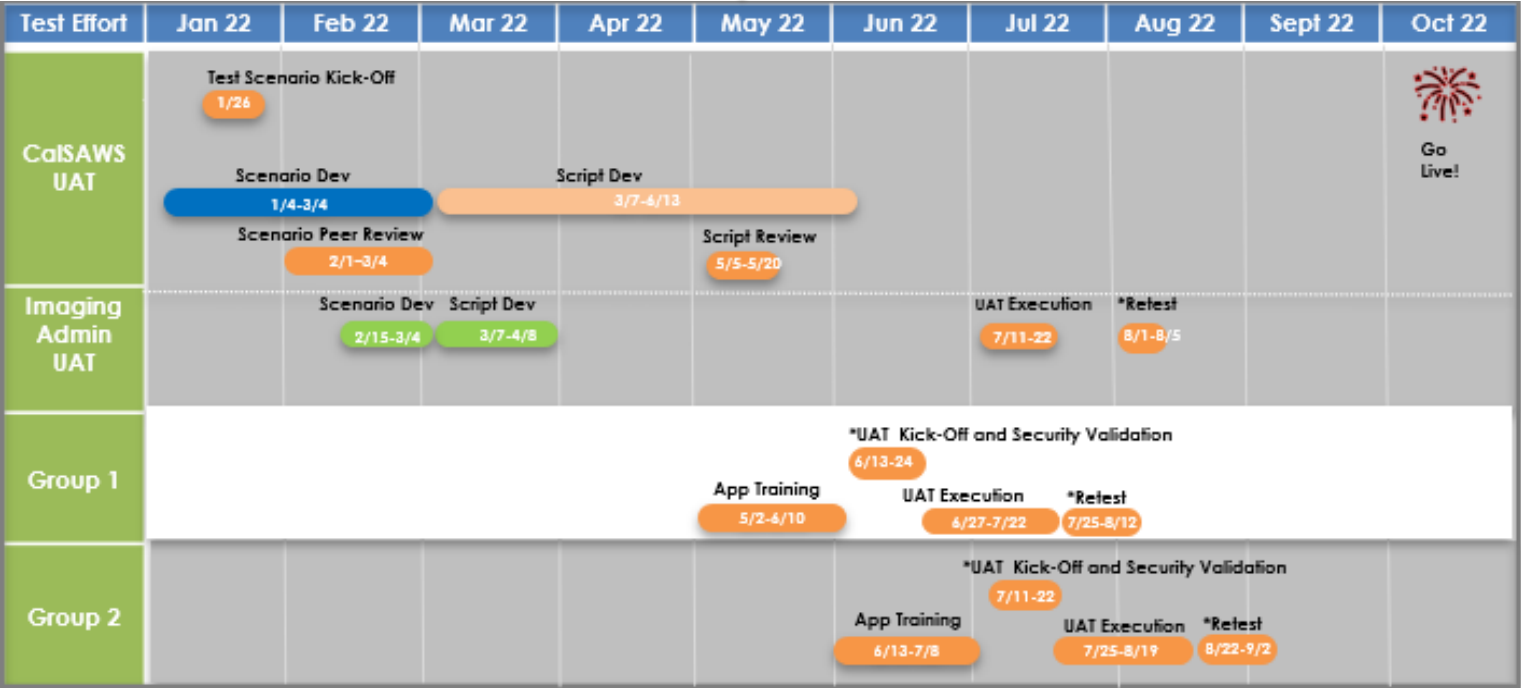 Test Effort Jan 22 Feb 22 Mar 22 Apr 22 May 22 Jun 22 Jul 22 Aug 22 Sept 22 Oct 22
CalSAWS
UAT
Test Scenario Kick-Off
1/26
Go
Live!
Scenario Dev Script Dev
1/4-3/4 3/7-6/13
Scenario Peer Review Script Review
2/1–3/4 5/5-5/20
Imaging
Admin
UAT
Scenario Dev Script Dev UAT Execution *Retest
2/15-3/4 3/7-4/8 7/11-22 8/1-8/5
Group 1
*UAT Kick-Off and Security Validation
6/13-24
App Training UAT Execution *Retest
5/2-6/10 6/27-7/22 7/25-8/12
Group 2
*UAT Kick-Off and Security Validation
7/11-22
App Training UAT Execution *Retest
6/13-7/8 7/25-8/19 8/22-9/2